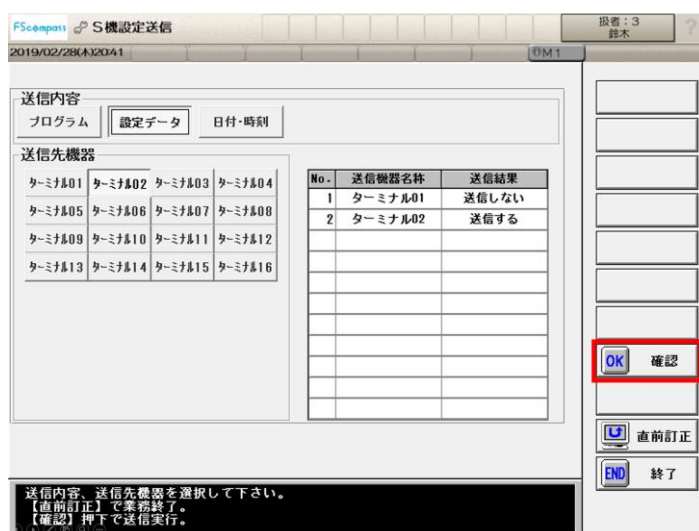 FScompass S機設定送信
扱者:3
鈴木
?
2019/02/28(木)20:41
M1
送信内容
プログラム 設定データ 日付・時刻
送信先機器
ターミナル01 ターミナル02 ターミナル03 ターミナル04
ターミナル05 ターミナル06 ターミナル07 ターミナル08
ターミナル09 ターミナル10 ターミナル11 ターミナル12
ターミナル13 ターミナル14 ターミナル15 ターミナル16
No. 送信機器名称 送信結果
1 ターミナル01 送信しない
2 ターミナル02 送信する
OK 確認
直前訂正
END 終了
送信内容、送信先機器を選択して下さい。
【直前訂正】で業務終了。
【確認】押下で送信実行。